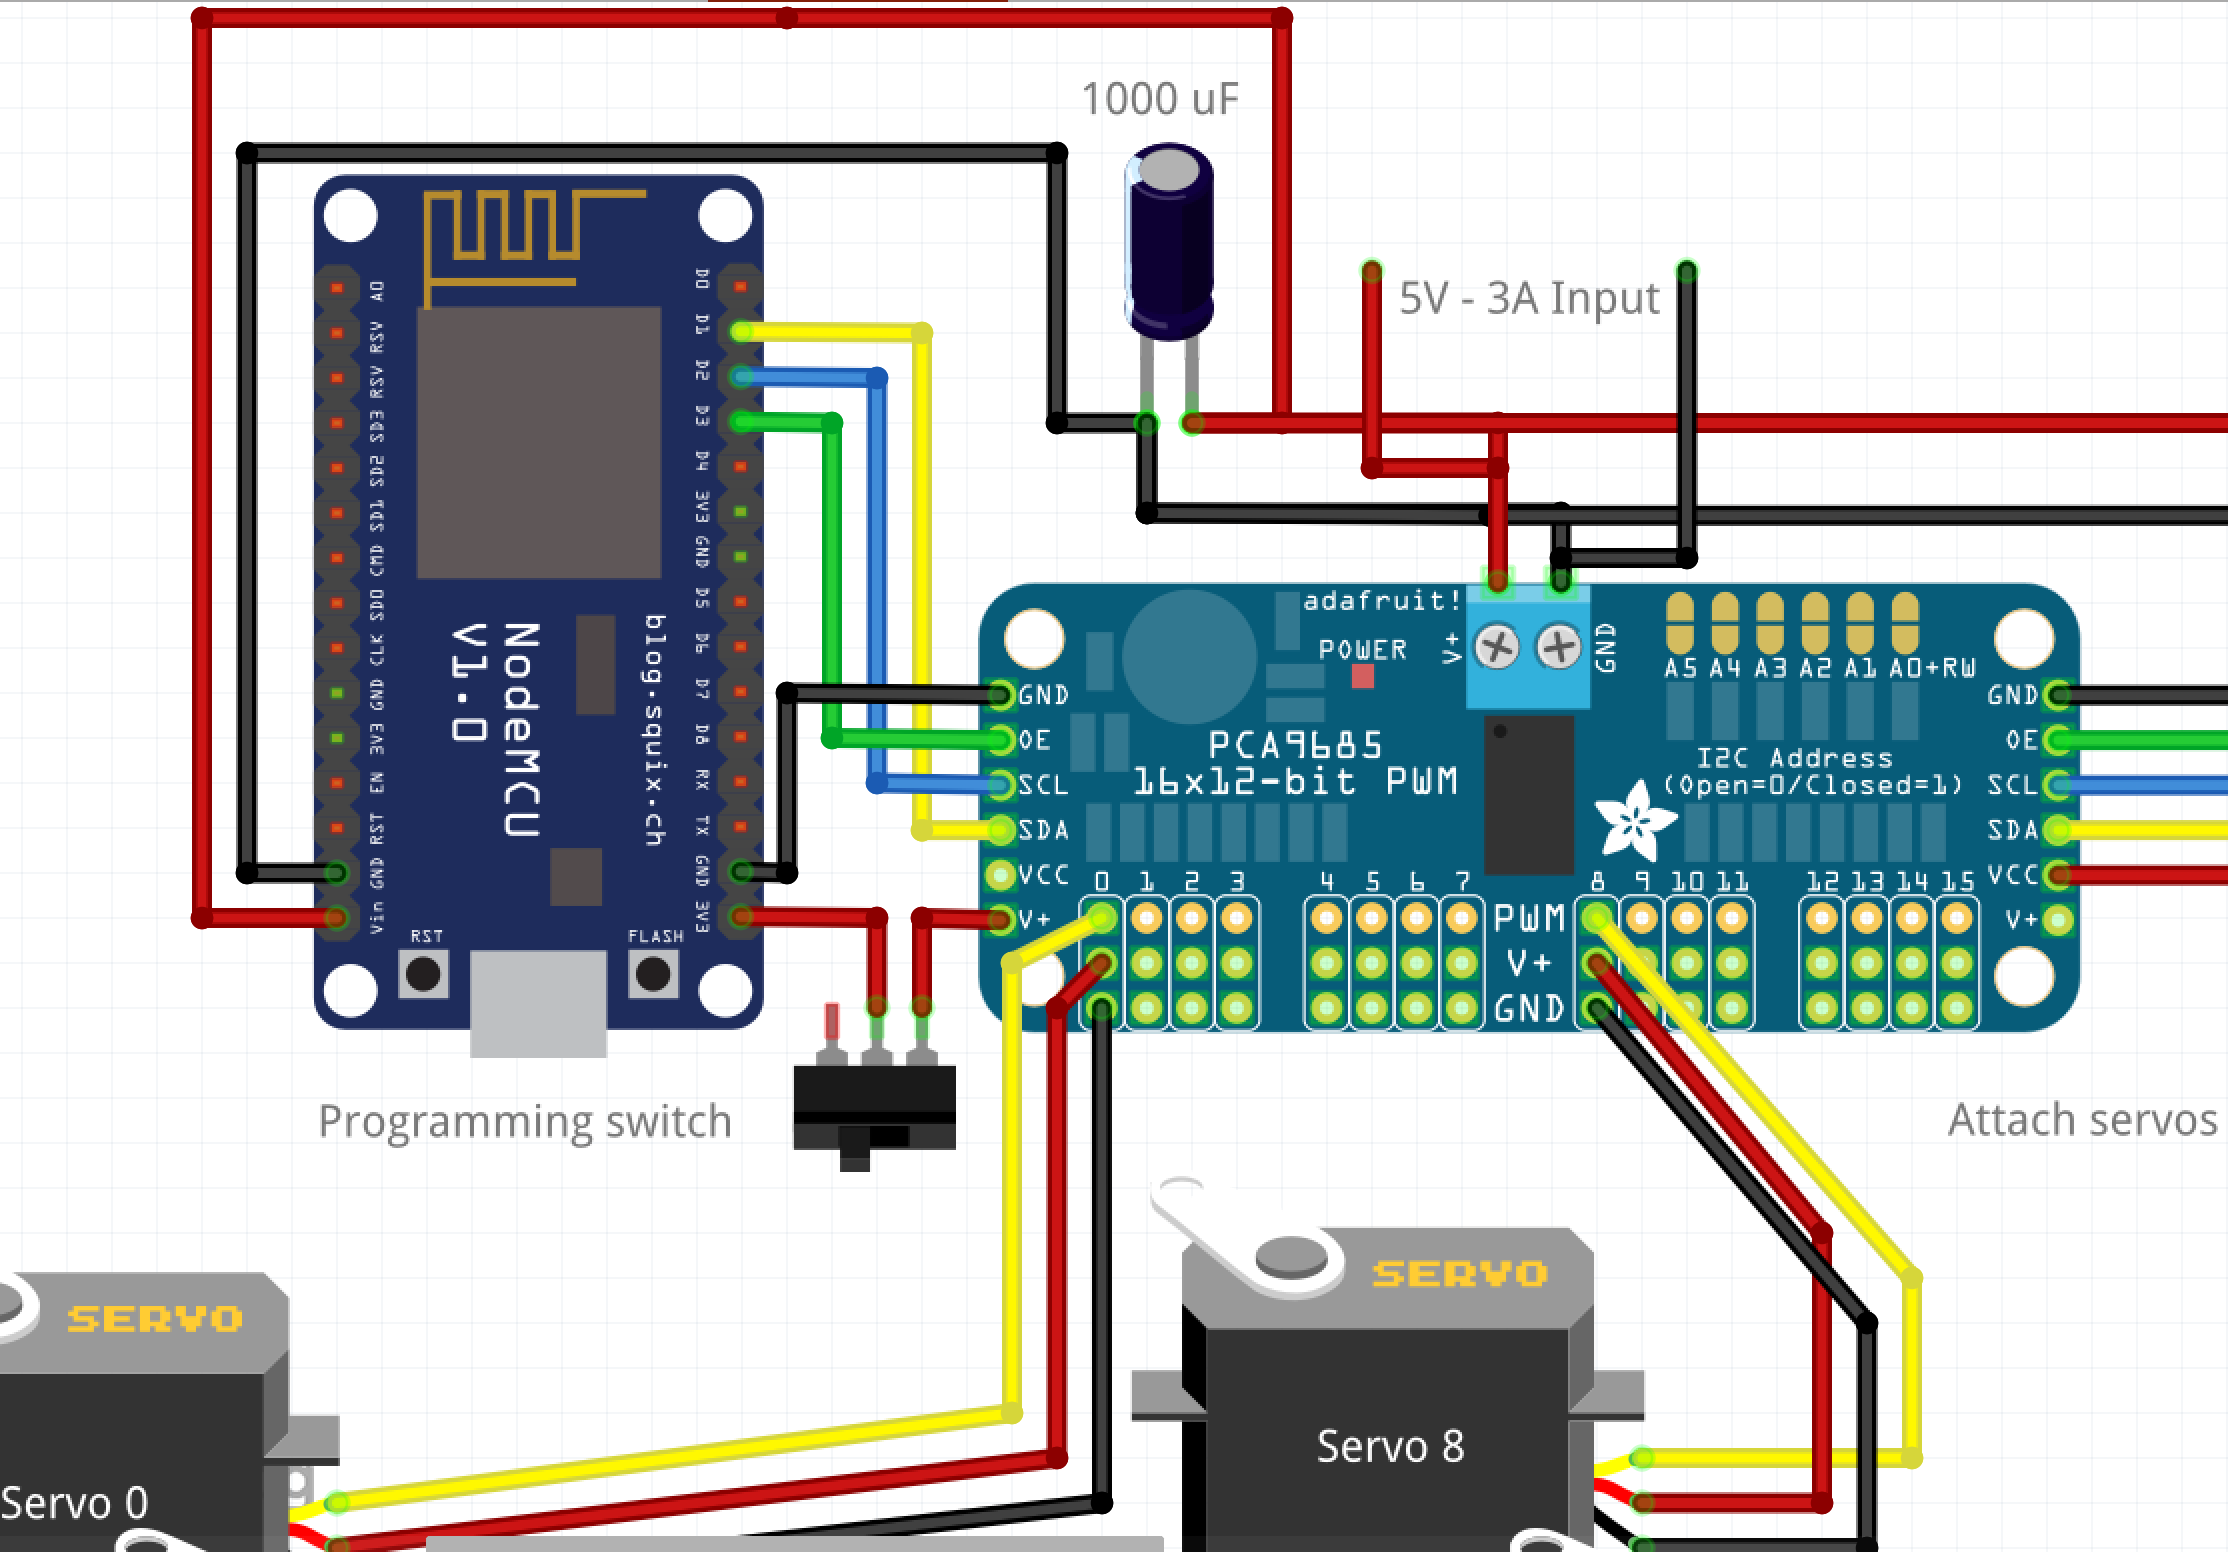 1000 uF
5V - 3A Input
A0
RSV
RSV
SD3
SD2
SD1
CMD
SD0
CLK
GND
3V3
EN
RST
GND
Vin
D0
D1
D2
D3
D4
3V3
GND
D5
D6
D7
D8
RX
TX
GND
3V3
NodeMCU
V1.0
blog.squix.ch
RST
FLASH
adafruit!
POWER
V+
GND
A5 A4 A3 A2 A1 A0+RW
GND
OE
SCL
SDA
VCC
V+
PCA9685
16x12-bit PWM
I2C Address
(Open=0/Closed=1)
GND
OE
SCL
SDA
VCC
V+
0 1 2 3 4 5 6 7 8 9 10 11 12 13 14 15
PWM
V+
GND
Programming switch
Attach servos
SERVO
Servo 0
SERVO
Servo 8